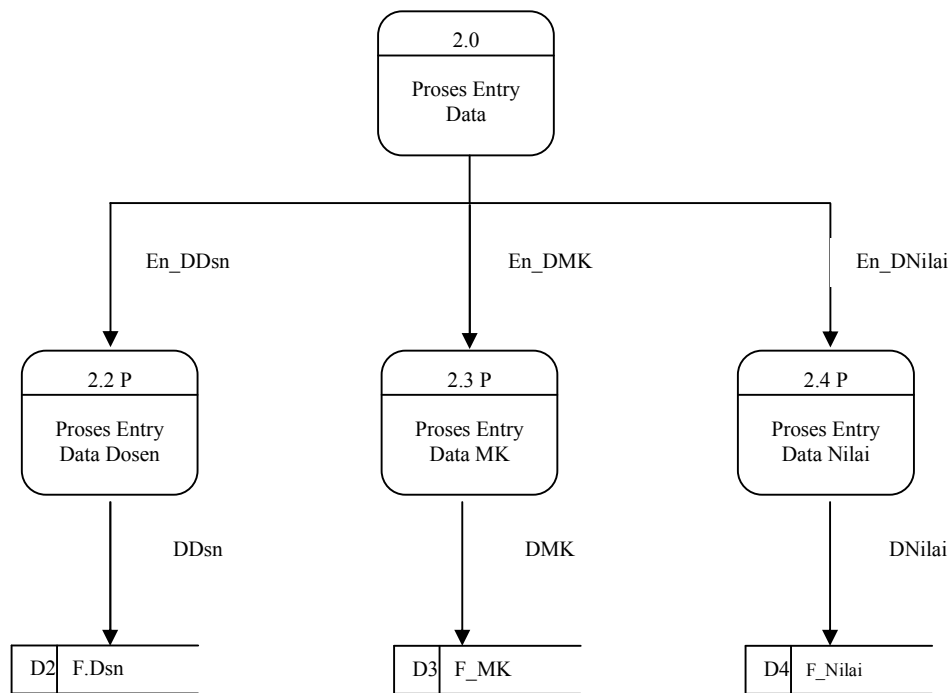 2.0
Proses Entry
Data
En_DDsn
En_DMK
En_DNilai
2.2 P
Proses Entry
Data Dosen
2.3 P
Proses Entry
Data MK
2.4 P
Proses Entry
Data Nilai
DDsn
DMK
DNilai
D2 F.Dsn
D3 F_MK
D4 F_Nilai